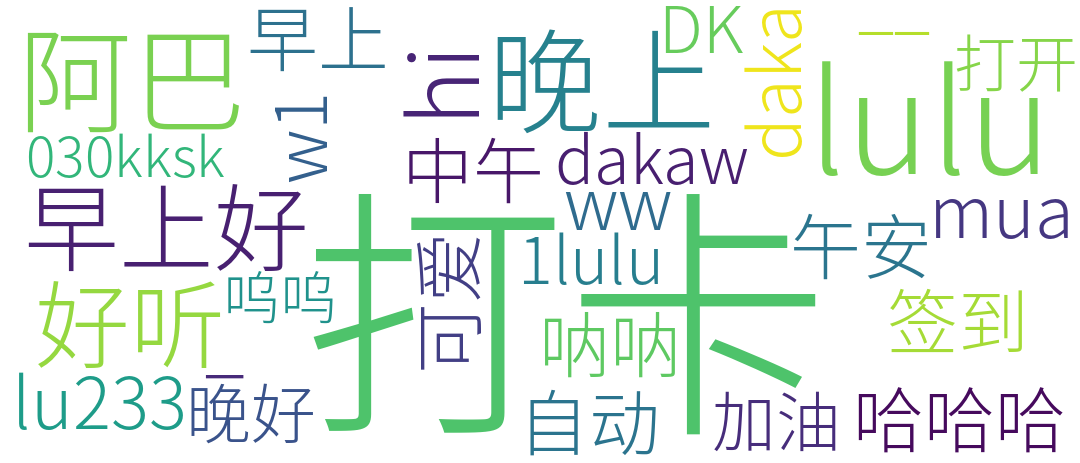 阿巴
早上
hi
晚上
DK
daka
一一
lulu
打开
030kksk
w1
中午
dakaw
早上好
打卡
ww
mua
可爱
1lulu
午安
好听
呜呜
呐呐
签到
lu233
一
晚好
自动
加油
哈哈哈